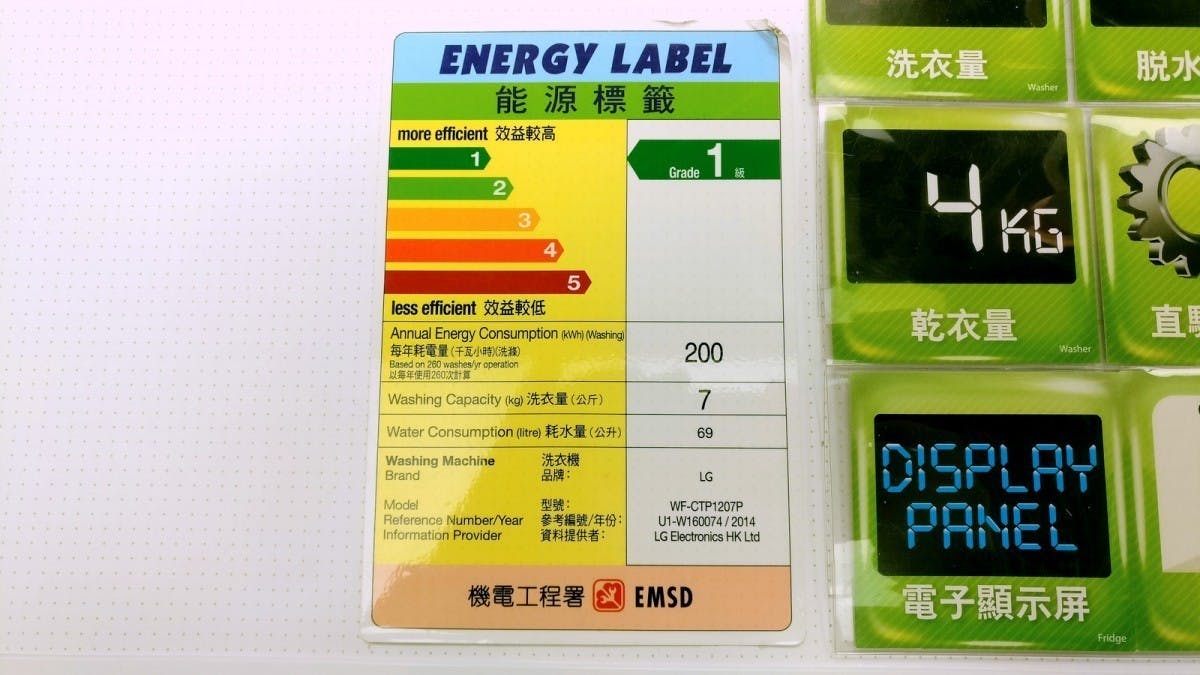 ENERGY LABEL
能源標籤
more efficient 效益較高
1
2
3
4
5
less efficient 效益較低
Grade 1 級
Annual Energy Consumption (kWh) (Washing)
每年耗電量 (千瓦小時)(洗滌)
Based on 260 washes/yr operation
以每年使用260次計算
200
Washing Capacity (kg) 洗衣量 (公斤)
7
Water Consumption (litre) 耗水量 (公升)
69
Washing Machine 洗衣機
Brand 品牌：
LG
Model 型號：
WF-CTP1207P
Reference Number/Year 參考編號/年份：
U1-W160074 / 2014
Information Provider 資料提供者：
LG Electronics HK Ltd
機電工程署 EMSD
洗衣量
Washer
脱水
4 KG
乾衣量
Washer
直
DISPLAY
PANEL
電子顯示屏
Fridge